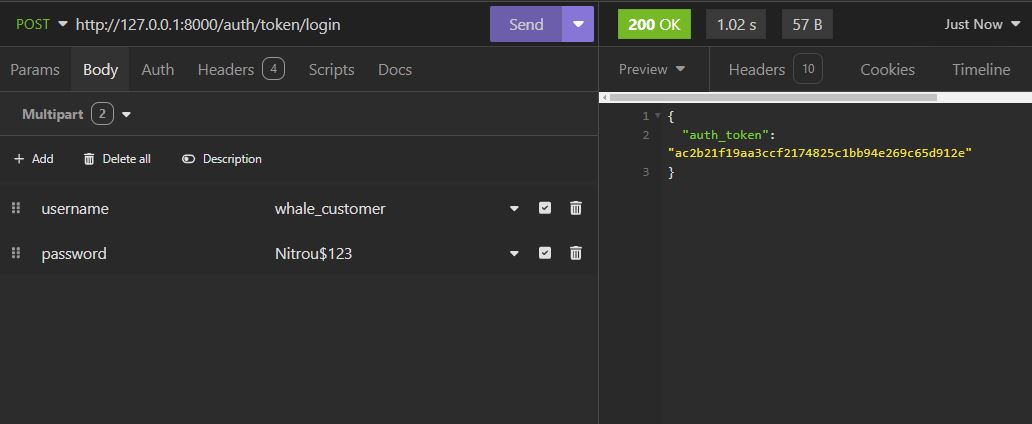 POST http://127.0.0.1:8000/auth/token/login Send
200 OK 1.02 s 57 B Just Now
Params Body Auth Headers 4 Scripts Docs
Preview Headers 10 Cookies Timeline
Multipart 2
+ Add Delete all Description
username whale_customer
password Nitrou$123
1 {
2 "auth_token":
"ac2b21f19aa3ccf2174825c1bb94e269c65d912e"
3 }